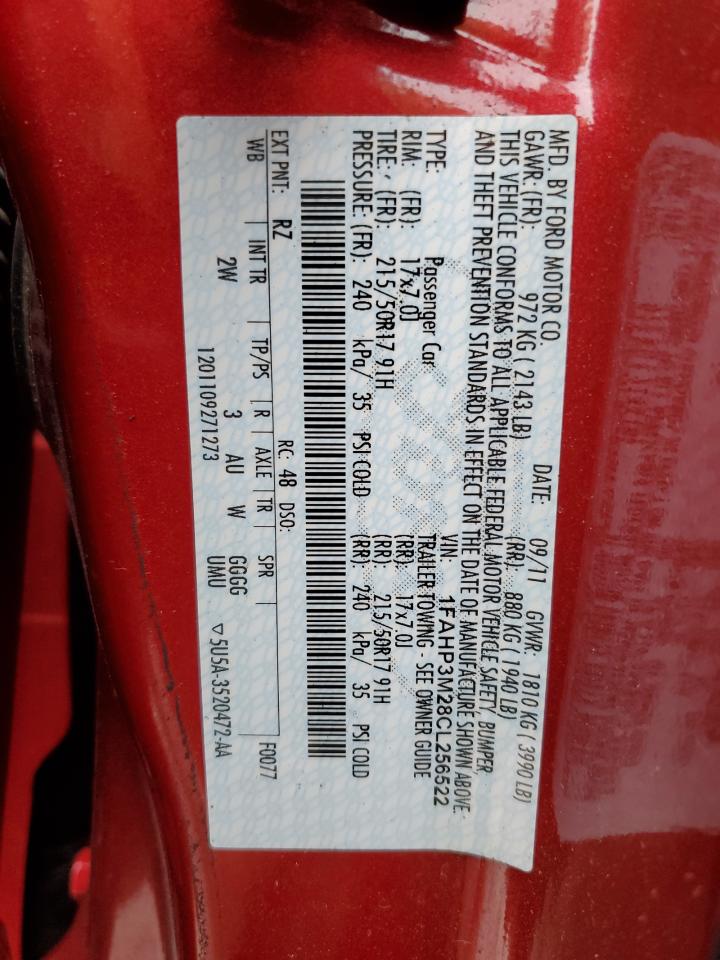 MFD. BY FORD MOTOR CO. DATE: 09/11 GVWR: 1810 KG ( 3990 LB)
GAWR: (FR): 972 KG ( 2143 LB) (RR): 880 KG ( 1940 LB)
THIS VEHICLE CONFORMS TO ALL APPLICABLE FEDERAL MOTOR VEHICLE SAFETY, BUMPER,
AND THEFT PREVENTION STANDARDS IN EFFECT ON THE DATE OF MANUFACTURE SHOWN ABOVE.
VIN: 1FAHP3M28CL256522
TYPE: Passenger Car TRAILER TOWING - SEE OWNER GUIDE
RIM: (FR): 17x7.0J (RR): 17x7.0J
TIRE: (FR): 215/50R17 91H (RR): 215/50R17 91H
PRESSURE: (FR): 240 kPa/ 35 PSI COLD (RR): 240 kPa/ 35 PSI COLD
EXT PNT: RZ RC: 48 DSO: F0077
WB INT TR TP/PS R AXLE TR SPR
2W 3 AU W GGGG UMU
1201109271273 ▽ 5U5A-3520472-AA